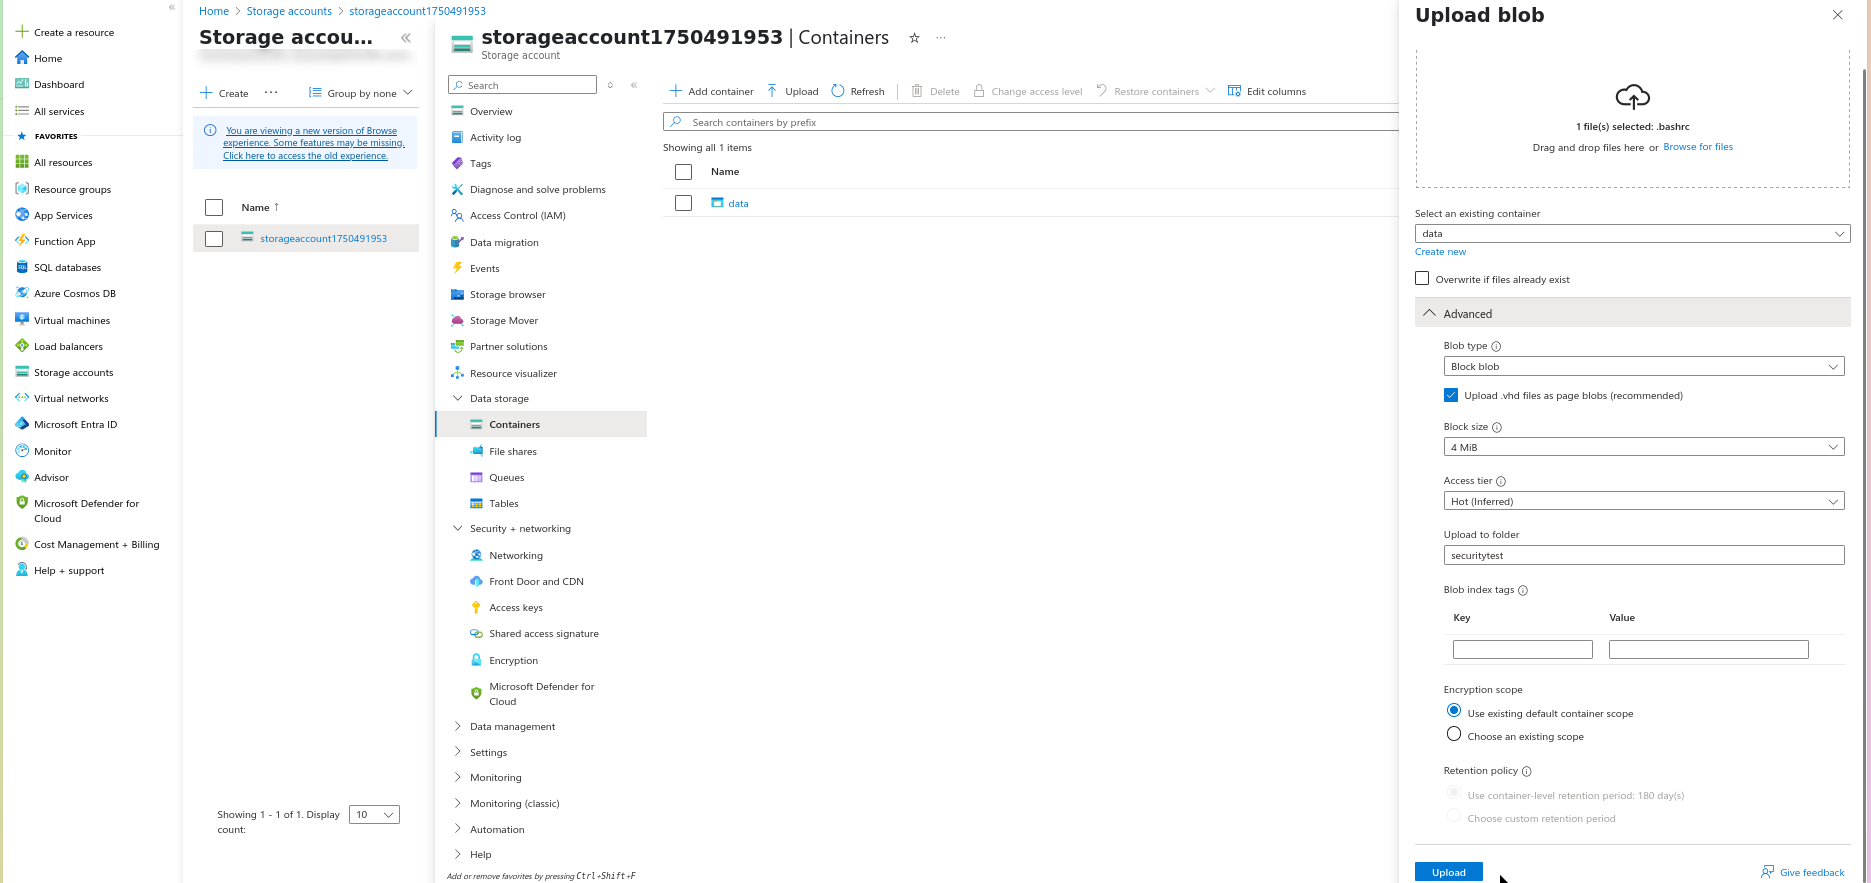 Create a resource
Home
Dashboard
All services
FAVORITES
All resources
Resource groups
App Services
Function App
SQL databases
Azure Cosmos DB
Virtual machines
Load balancers
Storage accounts
Virtual networks
Microsoft Entra ID
Monitor
Advisor
Microsoft Defender for
Cloud
Cost Management + Billing
Help + support
Home > Storage accounts > storageaccount1750491953
Storage accou...
Create ... Group by none
You are viewing a new version of Browse
experience. Some features may be missing.
Click here to access the old experience.
Name ↑
storageaccount1750491953
Showing 1 - 1 of 1. Display
count:
10
storageaccount1750491953 | Containers
Storage account
Search
Overview
Activity log
Tags
Diagnose and solve problems
Access Control (IAM)
Data migration
Events
Storage browser
Storage Mover
Partner solutions
Resource visualizer
Data storage
Containers
File shares
Queues
Tables
Security + networking
Networking
Front Door and CDN
Access keys
Shared access signature
Encryption
Microsoft Defender for
Cloud
Data management
Settings
Monitoring
Monitoring (classic)
Automation
Help
Add or remove favorites by pressing Ctrl+Shift+F
Add container Upload Refresh Delete Change access level Restore containers Edit columns
Search containers by prefix
Showing all 1 items
Name
data
Upload blob
1 file(s) selected: .bashrc
Drag and drop files here or Browse for files
Select an existing container
data
Create new
Overwrite if files already exist
Advanced
Blob type
Block blob
Upload .vhd files as page blobs (recommended)
Block size
4 MiB
Access tier
Hot (Inferred)
Upload to folder
securitytest
Blob index tags
Key Value
Encryption scope
Use existing default container scope
Choose an existing scope
Retention policy
Use container-level retention period: 180 day(s)
Choose custom retention period
Upload
Give feedback